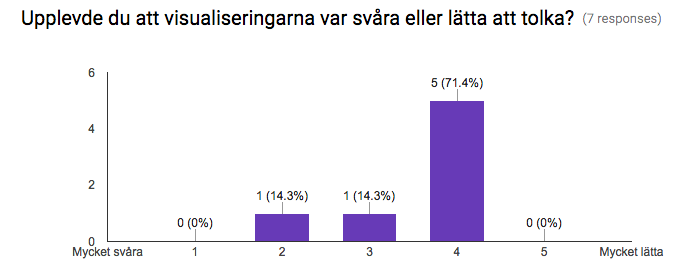 Upplevde du att visualiseringarna var svåra eller lätta att tolka? (7 responses)
6
5 (71.4%)
4
2
1 (14.3%) 1 (14.3%)
0 (0%) 0 (0%)
0
Mycket svåra 1 2 3 4 5 Mycket lätta